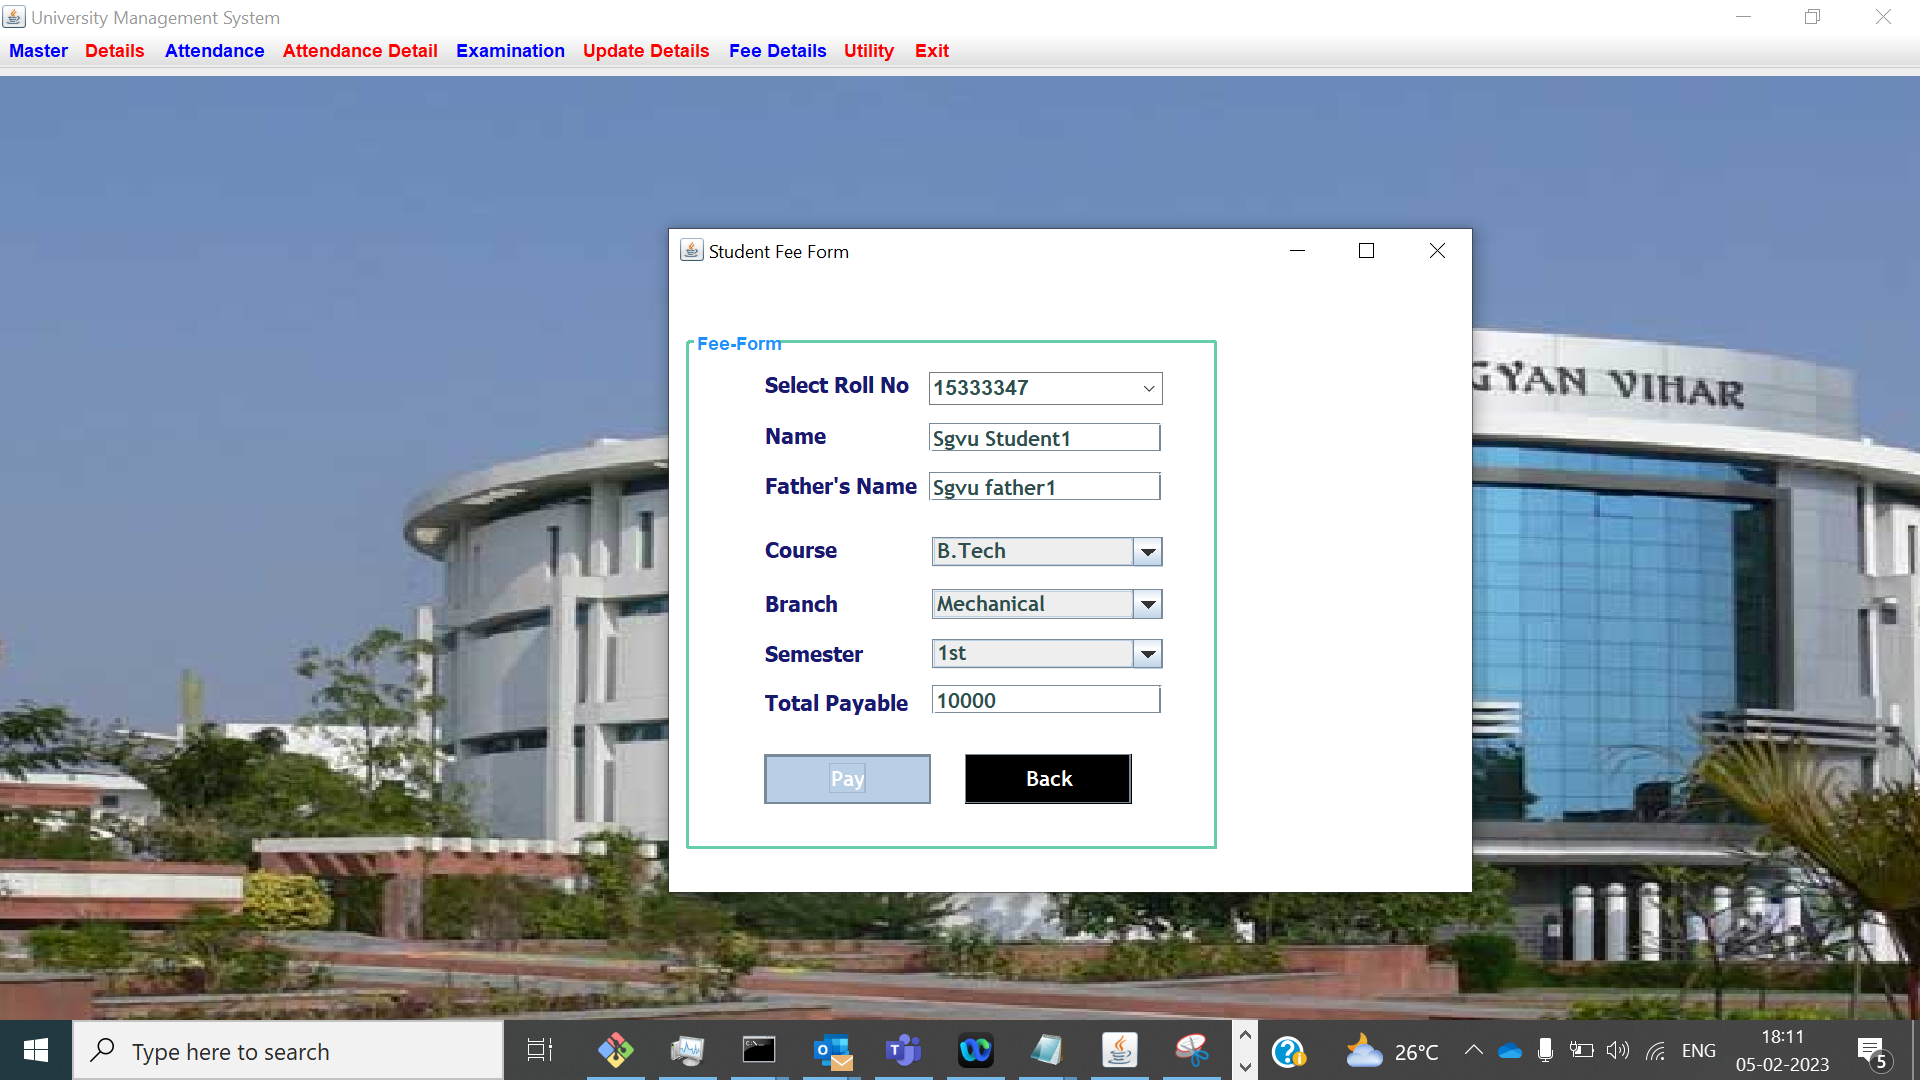 University Management System
Master Details Attendance Attendance Detail Examination Update Details Fee Details Utility Exit
Student Fee Form
Fee-Form
Select Roll No 15333347
Name Sgvu Student1
Father's Name Sgvu father1
Course B.Tech
Branch Mechanical
Semester 1st
Total Payable 10000
Pay Back
GYAN VIHAR
Type here to search
26°C ENG 18:11
05-02-2023
5